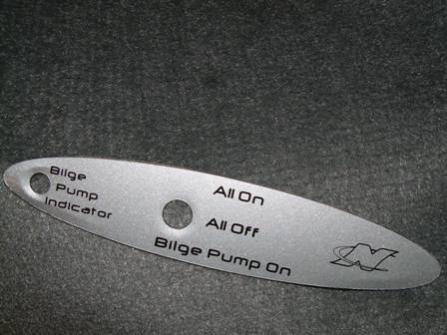 Bilge
Pump
Indicator
All On
All Off
Bilge Pump On
N